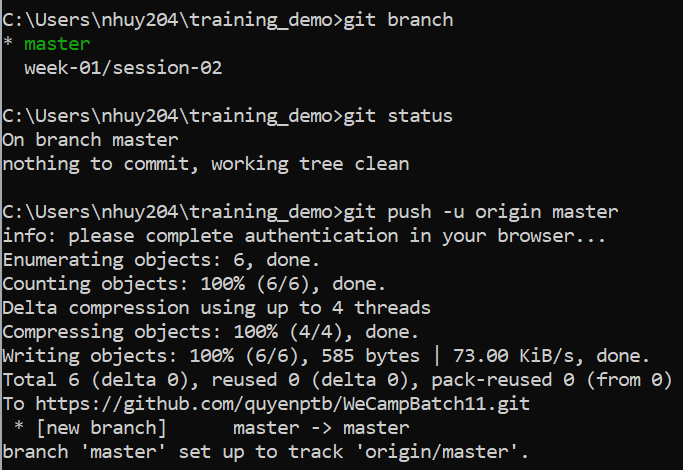 C:\Users\nhuy204\training_demo>git branch
* master
  week-01/session-02

C:\Users\nhuy204\training_demo>git status
On branch master
nothing to commit, working tree clean

C:\Users\nhuy204\training_demo>git push -u origin master
info: please complete authentication in your browser...
Enumerating objects: 6, done.
Counting objects: 100% (6/6), done.
Delta compression using up to 4 threads
Compressing objects: 100% (4/4), done.
Writing objects: 100% (6/6), 585 bytes | 73.00 KiB/s, done.
Total 6 (delta 0), reused 0 (delta 0), pack-reused 0 (from 0)
To https://github.com/quyenptb/WeCampBatch11.git
 * [new branch]      master -> master
branch 'master' set up to track 'origin/master'.